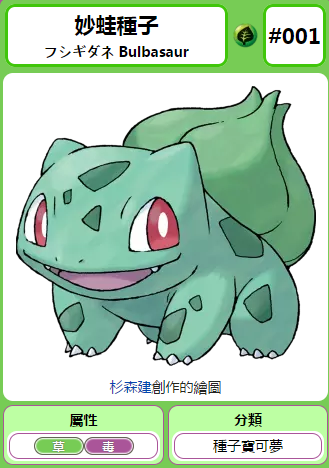 妙蛙種子
フシギダネ Bulbasaur
#001
杉森建創作的繪圖
屬性
草 毒
分類
種子寶可夢